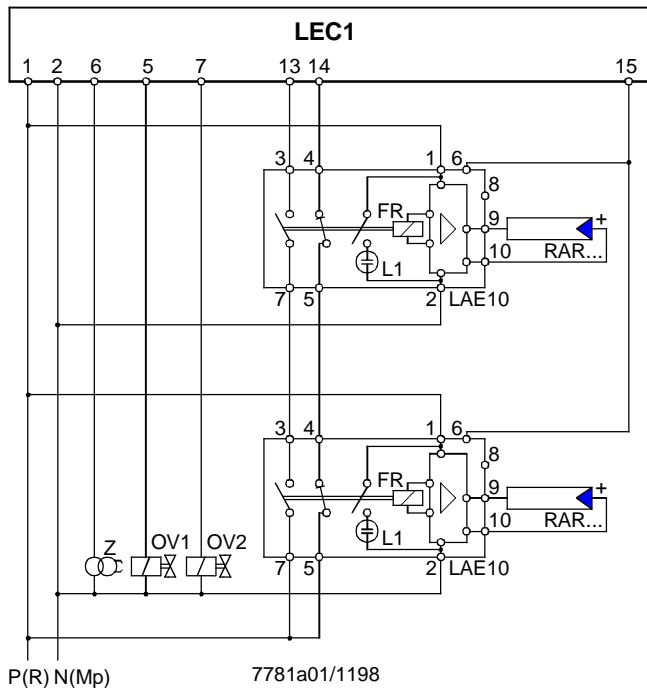 LEC1
1 2 6 5 7 13 14 15
3 4 1 6
8
FR
9 +
10 RAR...
L1
7 5 2 LAE10
3 4 1 6
8
FR
9 +
10 RAR...
L1
Z OV1 OV2
7 5 2 LAE10
P(R) N(Mp) 7781a01/1198